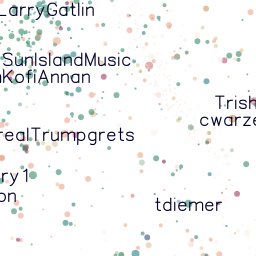 LarryGatlin
SunIslandMusic
KofiAnnan
Trish
cwarze
realTrumpgrets
ry1
on
tdiemer